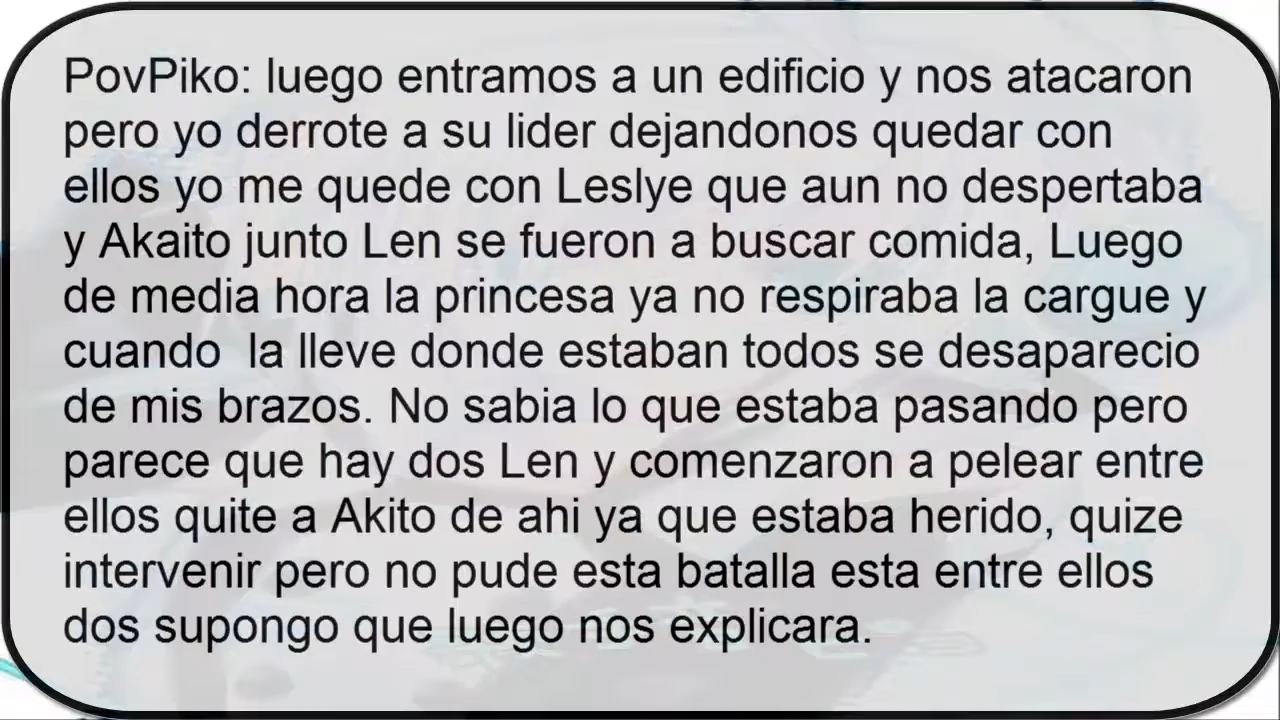 PovPiko: luego entramos a un edificio y nos atacaron
pero yo derrote a su lider dejandonos quedar con
ellos yo me quede con Leslye que aun no despertaba
y Akaito junto Len se fueron a buscar comida, Luego
de media hora la princesa ya no respiraba la cargue y
cuando  la lleve donde estaban todos se desaparecio
de mis brazos. No sabia lo que estaba pasando pero
parece que hay dos Len y comenzaron a pelear entre
ellos quite a Akito de ahi ya que estaba herido, quize
intervenir pero no pude esta batalla esta entre ellos
dos supongo que luego nos explicara.